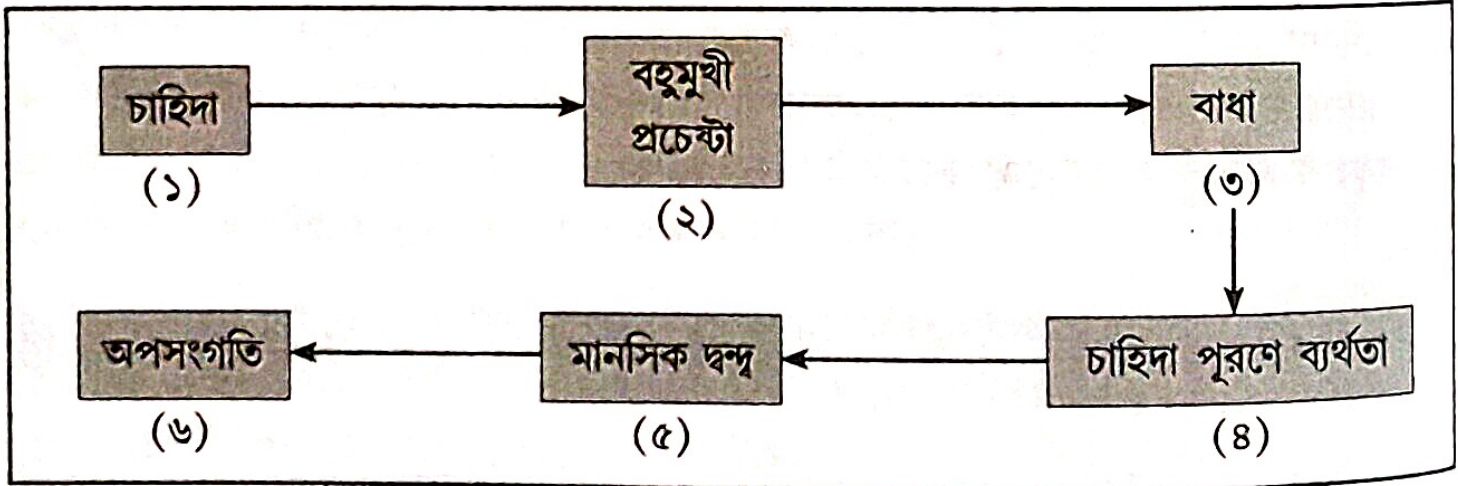 চাহিদা
(১)
বহুমুখী
প্রচেষ্টা
(২)
বাধা
(৩)
চাহিদা পূরণে ব্যর্থতা
(৪)
মানসিক দ্বন্দ্ব
(৫)
অপসংগতি
(৬)